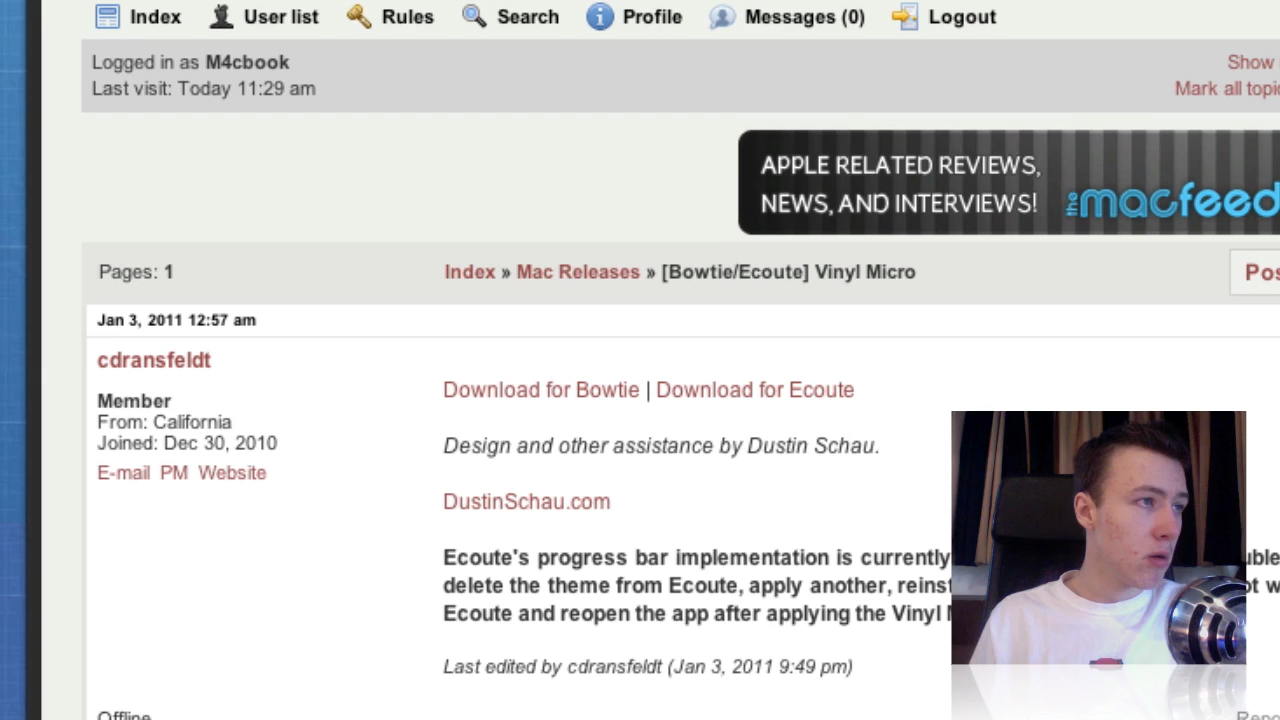 Index User list Rules Search Profile Messages (0) Logout
Logged in as M4cbook
Show
Last visit: Today 11:29 am
Mark all topic
APPLE RELATED REVIEWS,
NEWS, AND INTERVIEWS!
the macfeed
Pages: 1
Index » Mac Releases » [Bowtie/Ecoute] Vinyl Micro
Pos
Jan 3, 2011 12:57 am
cdransfeldt
Member
From: California
Joined: Dec 30, 2010
E-mail PM Website
Download for Bowtie | Download for Ecoute
Design and other assistance by Dustin Schau.
DustinSchau.com
Ecoute's progress bar implementation is currently uble
delete the theme from Ecoute, apply another, reinst ot w
Ecoute and reopen the app after applying the Vinyl
Last edited by cdransfeldt (Jan 3, 2011 9:49 pm)
Offline
Repo